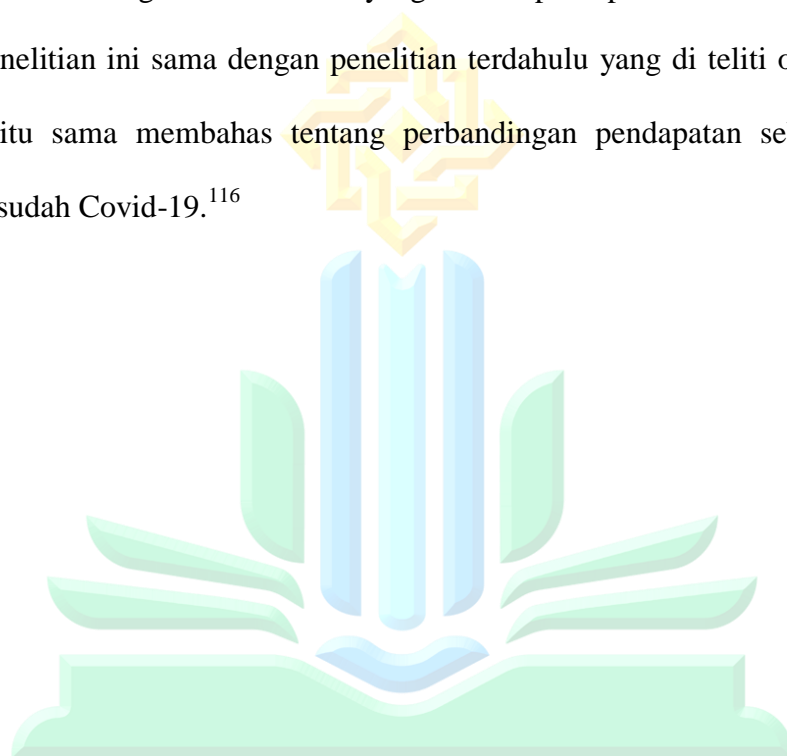 nelitian ini sama dengan penelitian terdahulu yang di teliti
itu sama membahas tentang perbandingan pendapatan
sudah Covid-19.116